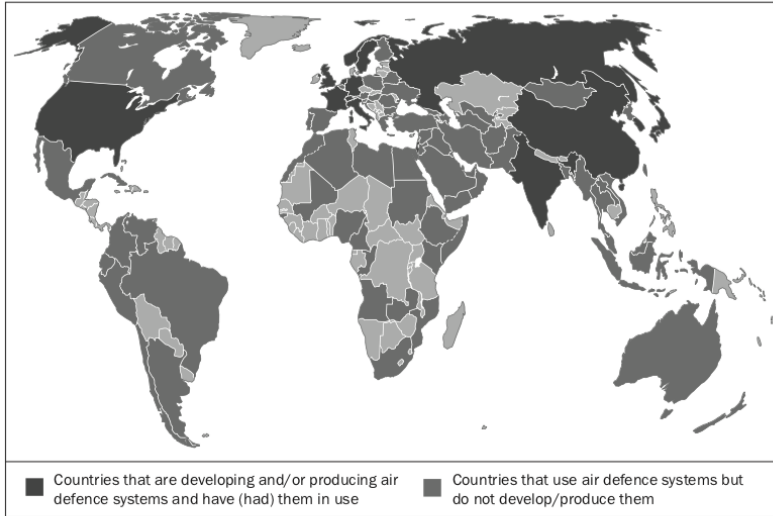 Countries that are developing and/or producing air
defence systems and have (had) them in use
Countries that use air defence systems but
do not develop/produce them